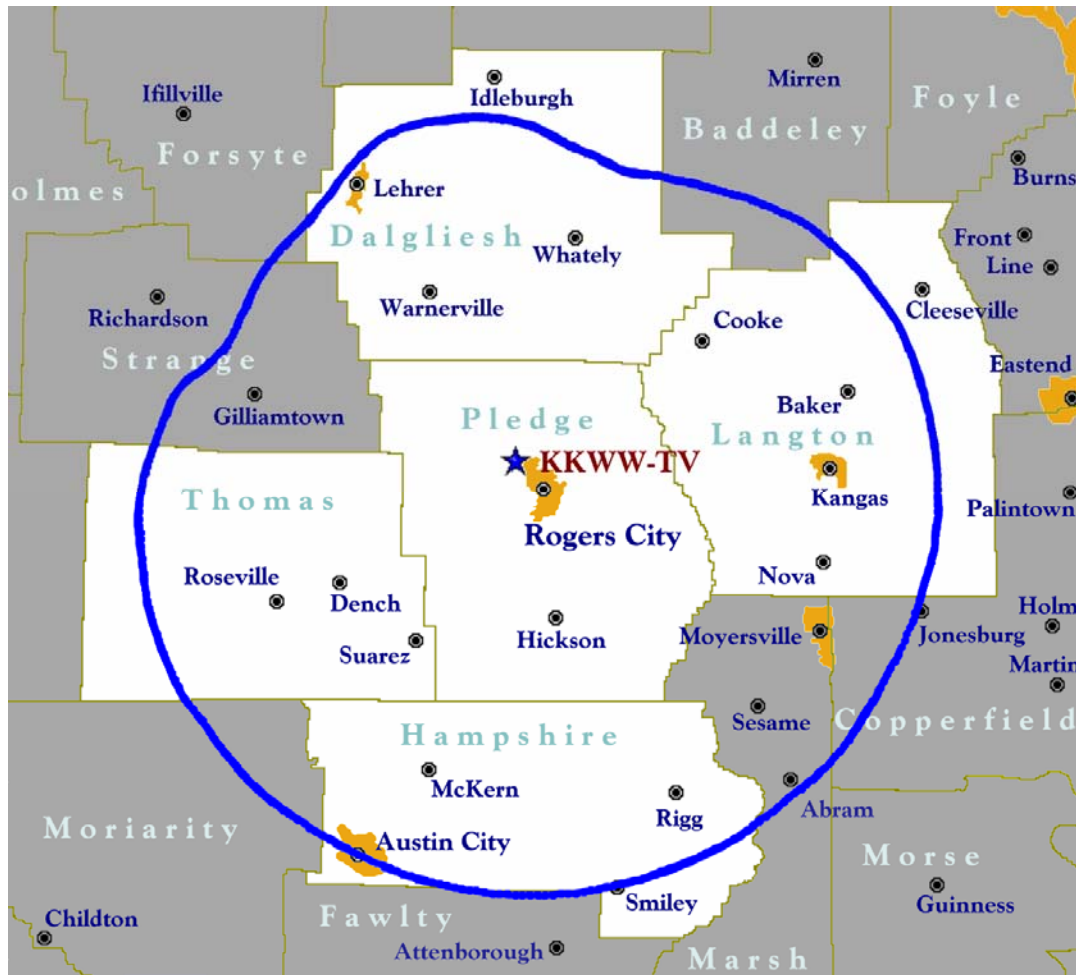 Idleburgh
Mirren
Ifillville
Foyle
Baddeley
Forsyte
Burns
olmes
Lehrer
Dalgliesh
Front
Line
Whately
Richardson
Warnerville
Cleeseville
Cooke
Strange
Eastend
Gilliamtown
Baker
Pledge
Langton
KKWW-TV
Thomas
Kangas
Palintown
Rogers City
Roseville
Dench
Nova
Holm
Hickson
Moyersville
Jonesburg
Suarez
Martin
Sesame
Copperfield
Hampshire
McKern
Rigg
Abram
Moriarity
Austin City
Morse
Smiley
Guinness
Childton
Fawlty
Attenborough
Marsh